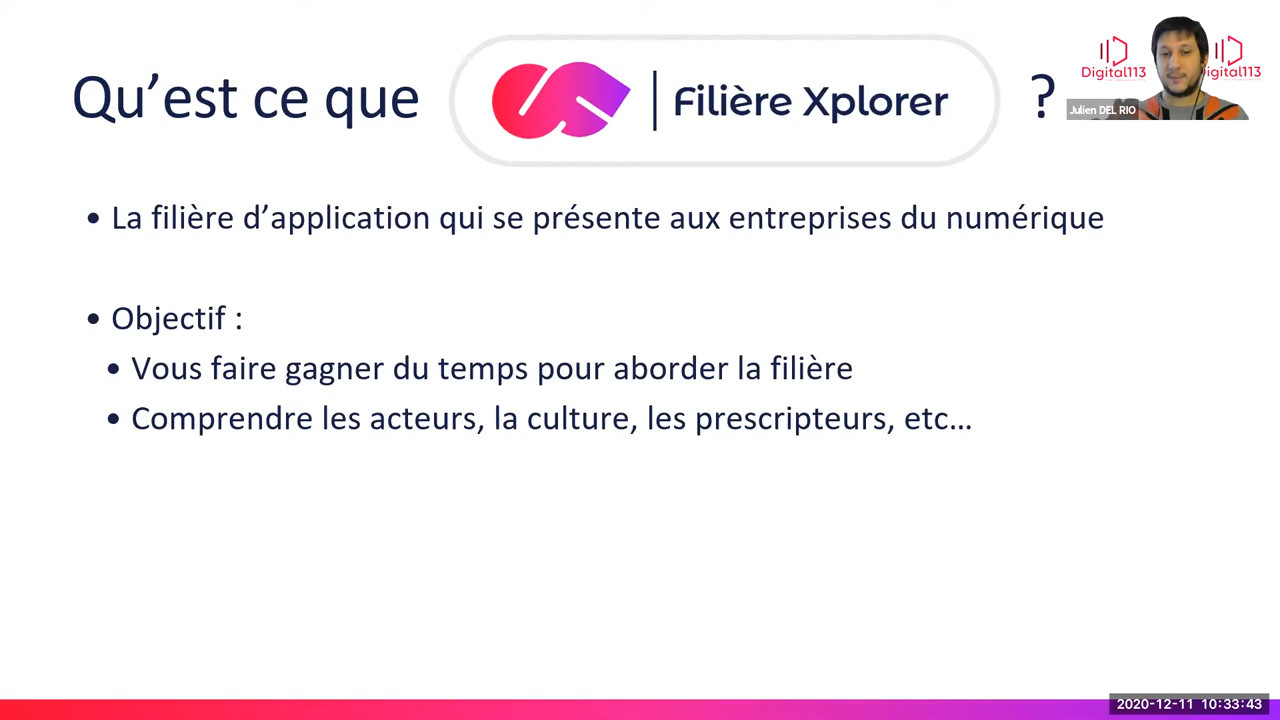 Qu’est ce que Filière Xplorer ?
Digital113
Digital113
Julien DEL RIO
• La filière d’application qui se présente aux entreprises du numérique
• Objectif :
• Vous faire gagner du temps pour aborder la filière
• Comprendre les acteurs, la culture, les prescripteurs, etc…
2020-12-11 10:33:43